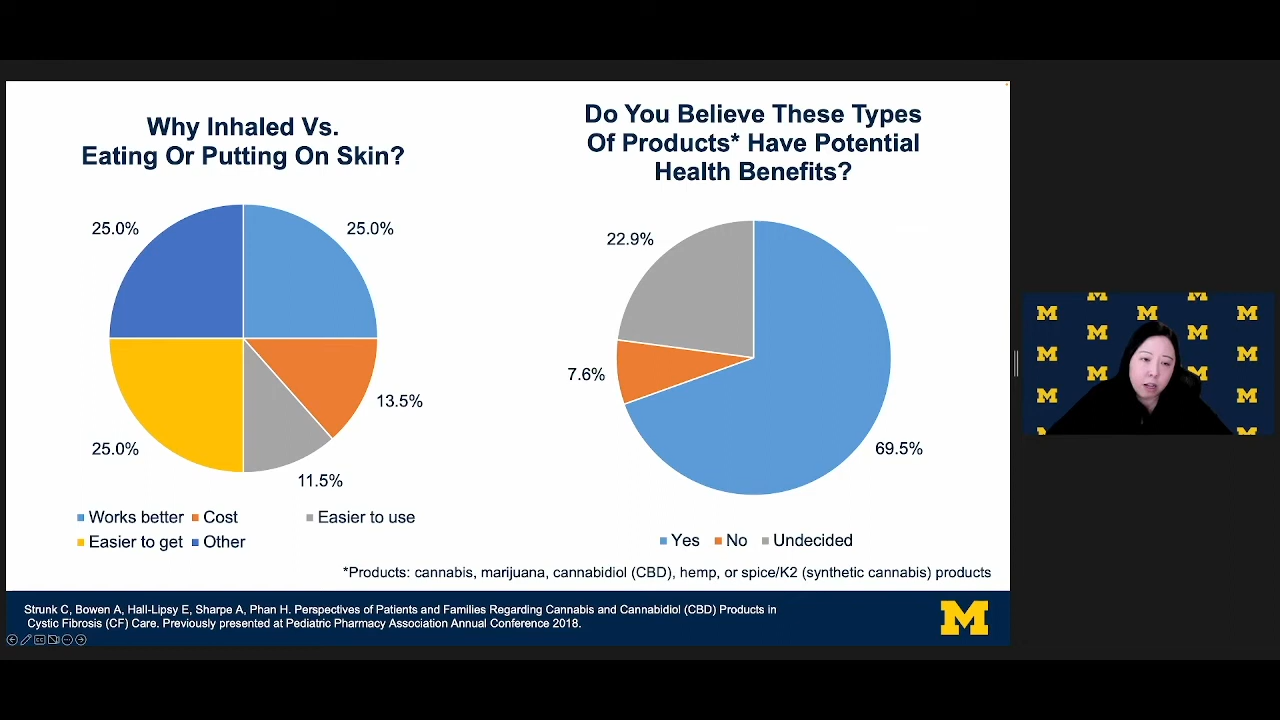 Why Inhaled Vs.
Eating Or Putting On Skin?
25.0%
25.0%
13.5%
25.0%
11.5%
Works better Cost Easier to use
Easier to get Other
Do You Believe These Types
Of Products* Have Potential
Health Benefits?
22.9%
7.6%
69.5%
Yes No Undecided
*Products: cannabis, marijuana, cannabidiol (CBD), hemp, or spice/K2 (synthetic cannabis) products
Strunk C, Bowen A, Hall-Lipsy E, Sharpe A, Phan H. Perspectives of Patients and Families Regarding Cannabis and Cannabidiol (CBD) Products in
Cystic Fibrosis (CF) Care. Previously presented at Pediatric Pharmacy Association Annual Conference 2018.
M
M M M
M M M
M M
M M M
M M
M M